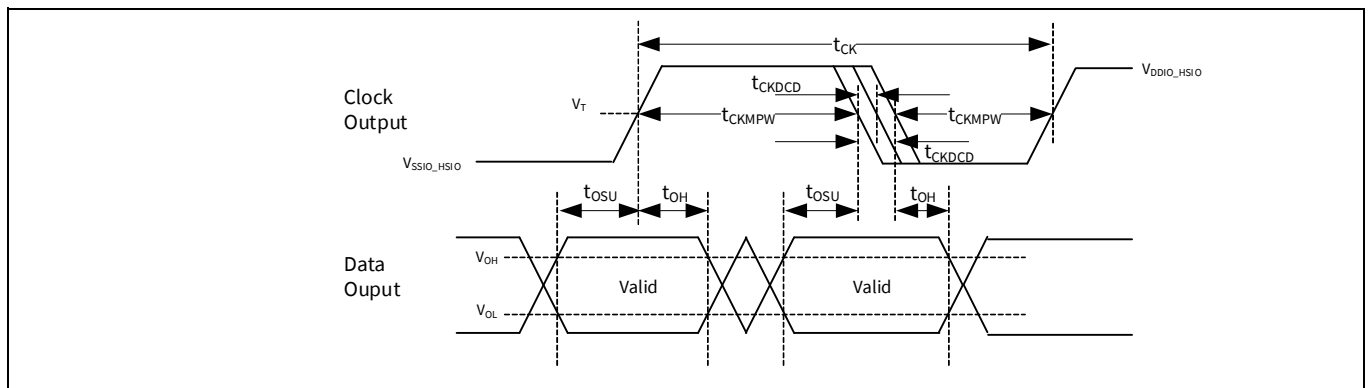 tCK
VDDIO_HSIO
tCKDCD
Clock
Output
VT
tCKMPW
tCKMPW
tCKDCD
VSSIO_HSIO
tOSU
tOH
tOSU
tOH
Data
Ouput
VOH
Valid
Valid
VOL